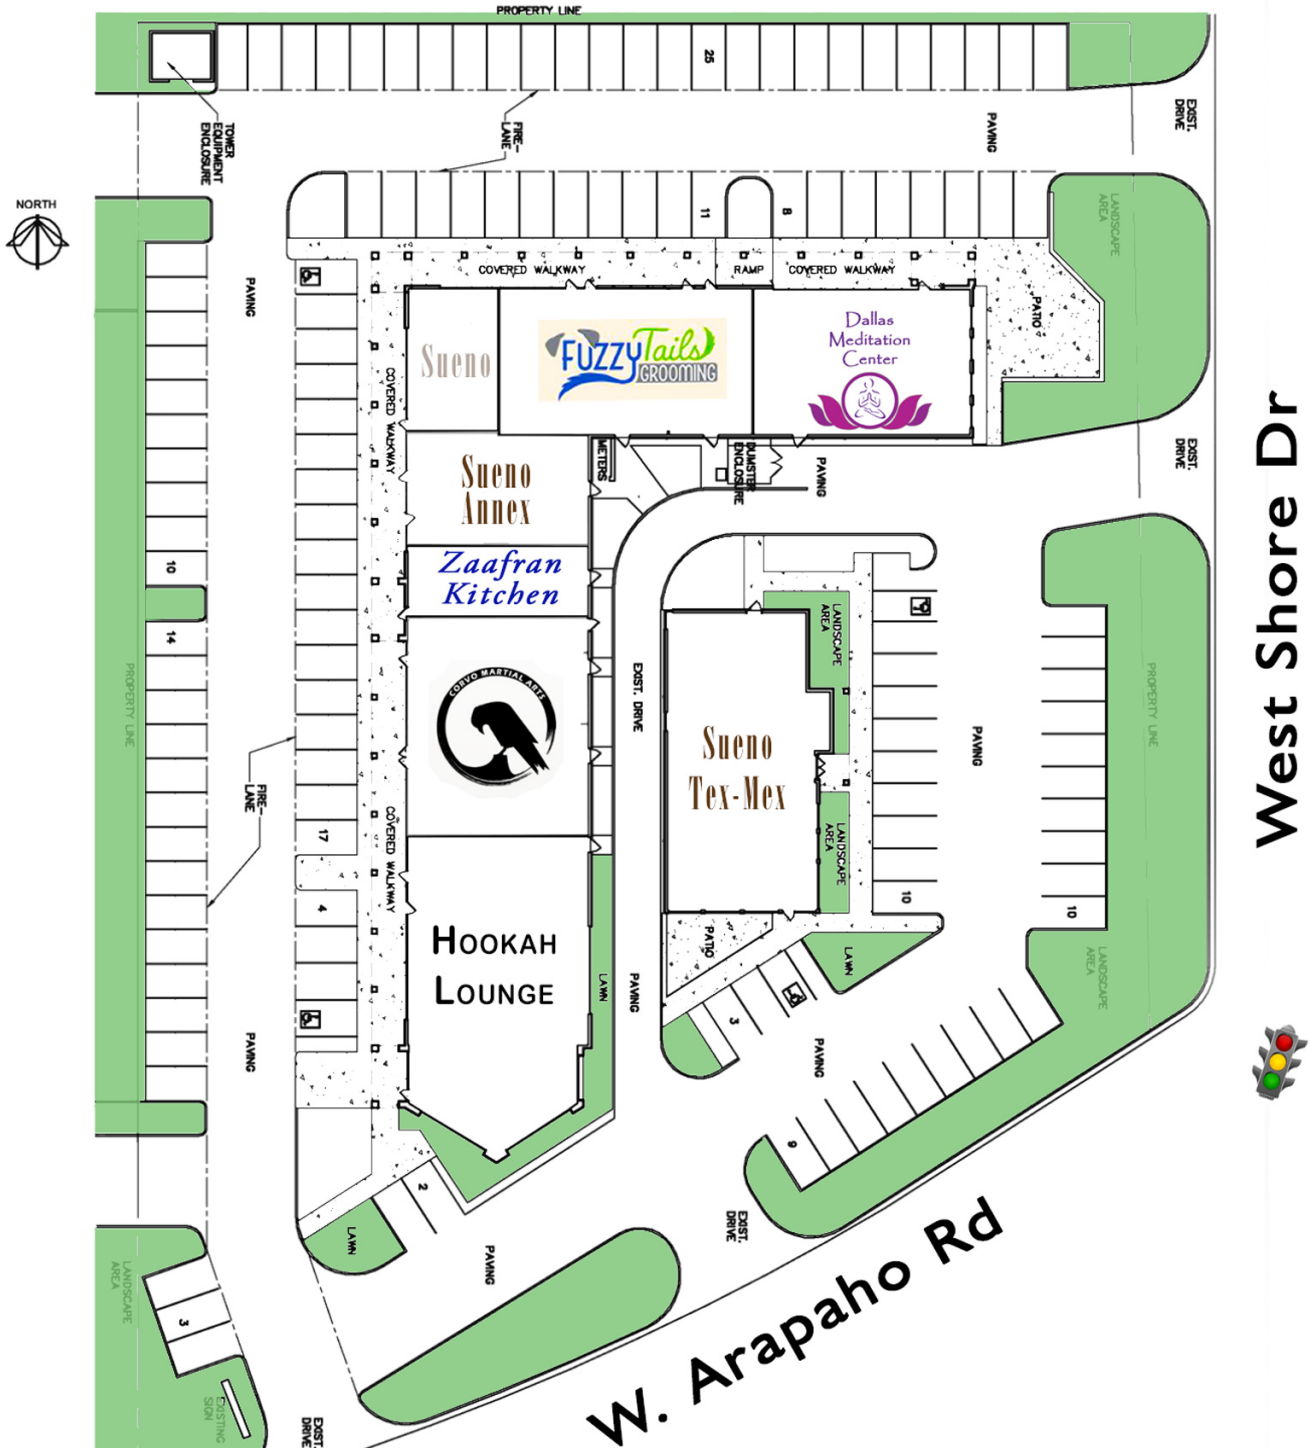 PROPERTY LINE
25
TOWER
EQUIPMENT
ENCLOSURE
FIRE-
LANE
PAVING
EXIST.
DRIVE
NORTH
11
8
LANDSCAPE
AREA
COVERED WALKWAY
RAMP
COVERED WALKWAY
PAVING
PATIO
Sueno
FUZZYTails
GROOMING
Dallas
Meditation
Center
COVERED WALKWAY
METERS
DUMSTER
ENCLOSURE
PAVING
EXIST.
DRIVE
Sueno
Annex
Zaafran
Kitchen
10
14
LANDSCAPE
AREA
PROPERTY LINE
EXIST. DRIVE
CORVO MARTIAL ARTS
Sueno
Tex-Mex
PAVING
PROPERTY LINE
West Shore Dr
FIRE-
LANE
17
COVERED WALKWAY
LANDSCAPE
AREA
4
10
10
HOOKAH
LOUNGE
PATIO
LAWN
LANDSCAPE
AREA
LAWN
PAVING
3
PAVING
PAVING
9
2
LAWN
PAVING
EXIST.
DRIVE
LANDSCAPE
AREA
3
W. Arapaho Rd
EXISTING
SIGN
EXIST.
DRIVE